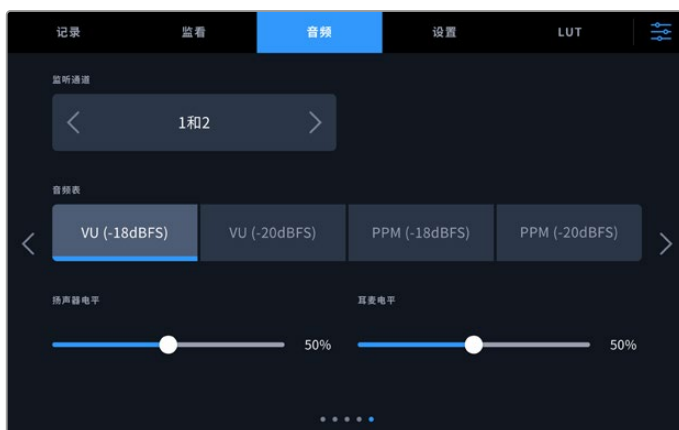 记录 监看 音频 设置 LUT
监听通道
1和2
音频表
VU (-18dBFS) VU (-20dBFS) PPM (-18dBFS) PPM (-20dBFS)
扬声器电平 耳麦电平
50% 50%